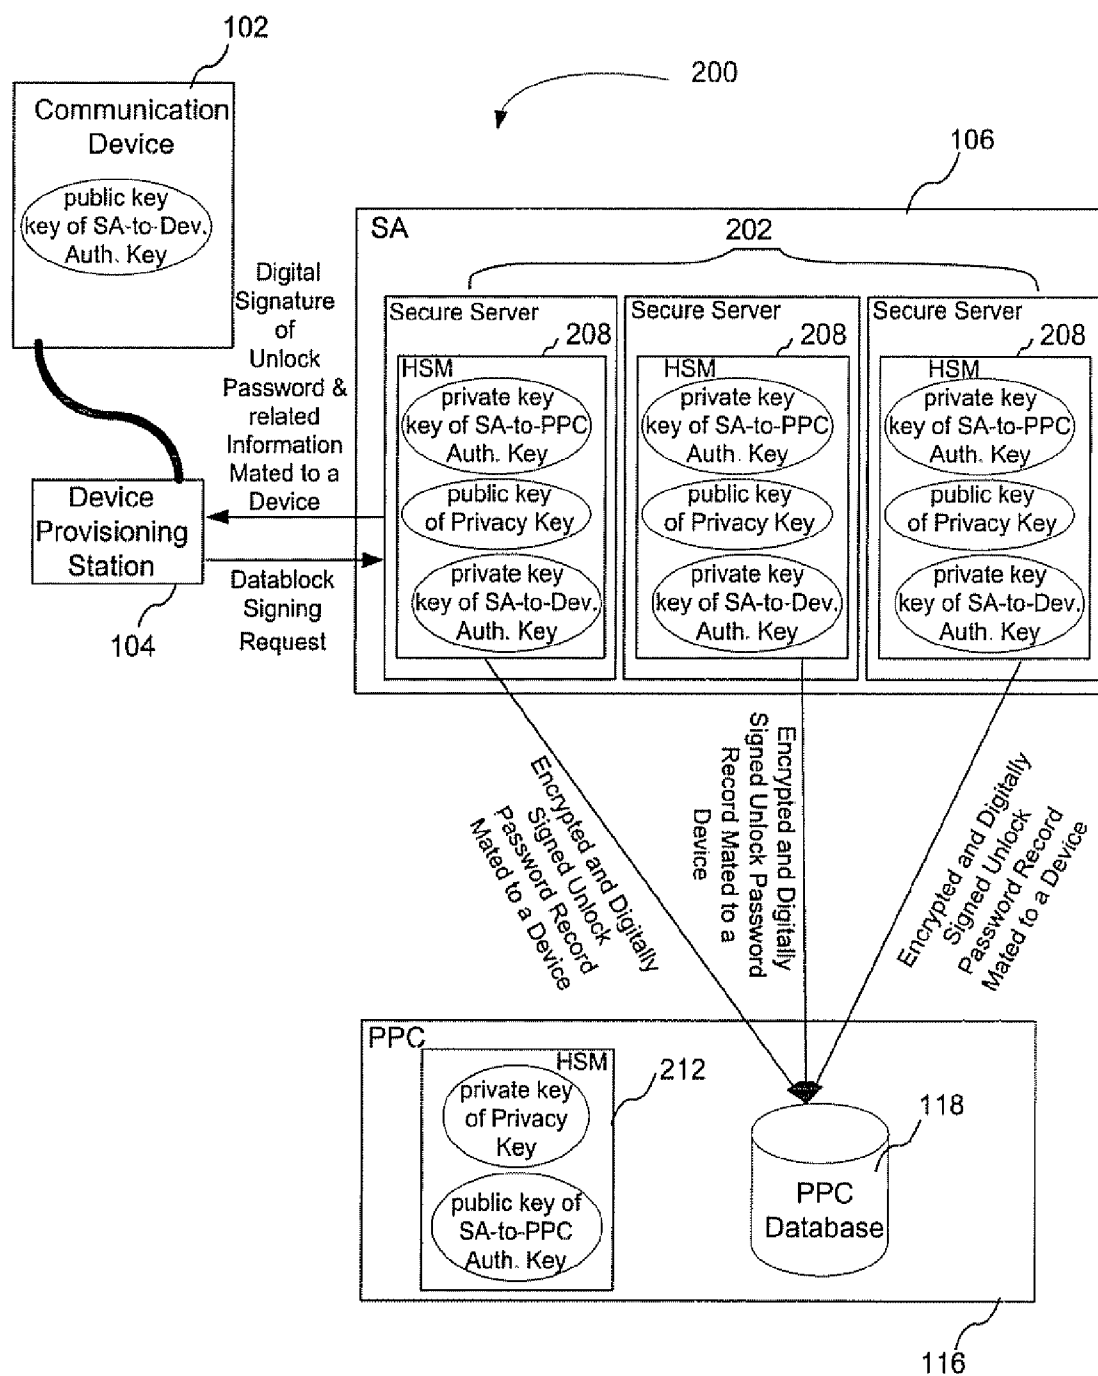 102
200
Communication
Device
public key
key of SA-to-Dev.
Auth. Key
106
SA
202
Digital
Signature
of
Unlock
Password &
related
Information
Mated to a
Device
Secure Server
208
HSM
private key
key of SA-to-PPC
Auth. Key
public key
of Privacy Key
private key
key of SA-to-Dev.
Auth. Key
Secure Server
208
HSM
private key
key of SA-to-PPC
Auth. Key
public key
of Privacy Key
private key
key of SA-to-Dev.
Auth. Key
Secure Server
208
HSM
private key
key of SA-to-PPC
Auth. Key
public key
of Privacy Key
private key
key of SA-to-Dev.
Auth. Key
Device
Provisioning
Station
104
Datablock
Signing
Request
Encrypted and Digitally
Signed Unlock
Password Record
Mated to a Device
Encrypted and Digitally
Signed Unlock Password
Record Mated to a
Device
Encrypted and Digitally
Signed Unlock
Password Record
Mated to a Device
PPC
HSM
212
private key
of Privacy
Key
public key of
SA-to-PPC
Auth. Key
118
PPC
Database
116